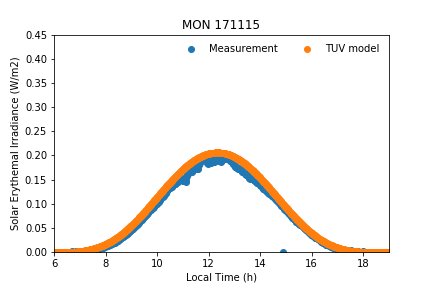 MON 171115
Measurement TUV model
Solar Erythemal Irradiance (W/m2)
0.45
0.40
0.35
0.30
0.25
0.20
0.15
0.10
0.05
0.00
6 8 10 12 14 16 18
Local Time (h)